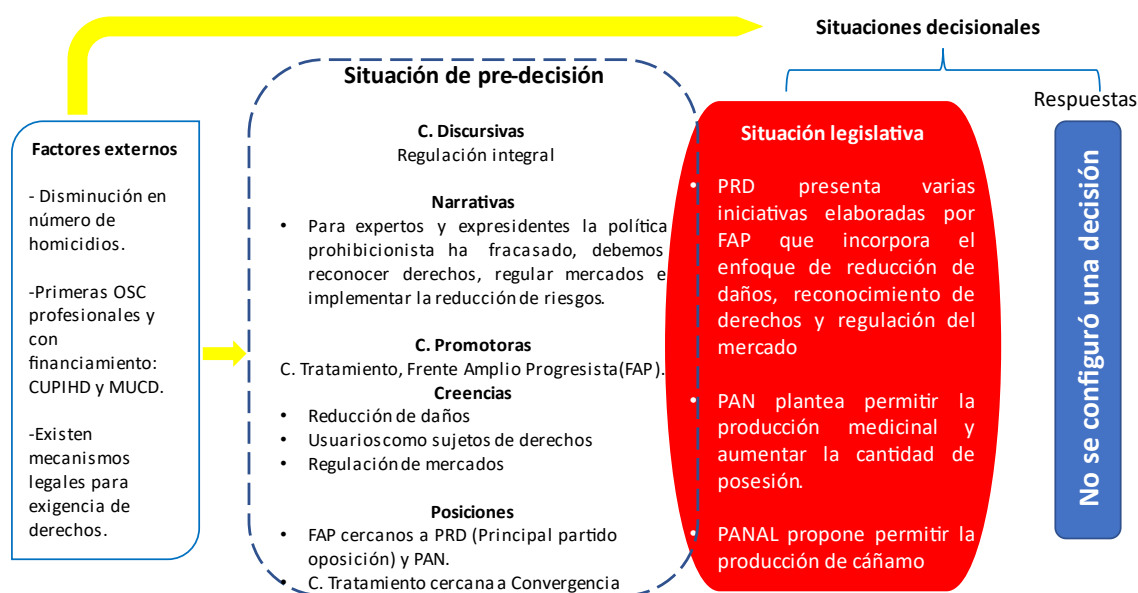 Situaciones decisionales
Respuestas
Factores externos
- Disminución en
número de
homicidios.
-Primeras OSC
profesionales y
con
financiamiento:
CUPIHD y MUCD.
-Existen
mecanismos
legales para
exigencia de
derechos.
Situación de pre-decisión
C. Discursivas
Regulación integral
Narrativas
• Para expertos y expresidentes la política
prohibicionista ha fracasado, debemos
reconocer derechos, regular mercados e
implementar la reducción de riesgos.
C. Promotoras
C. Tratamiento, Frente Amplio Progresista(FAP).
Creencias
• Reducción de daños
• Usuarios como sujetos de derechos
• Regulación de mercados
Posiciones
• FAP cercanos a PRD (Principal partido
oposición) y PAN.
• C. Tratamiento cercana a Convergencia
Situación legislativa
• PRD presenta varias
iniciativas elaboradas por
FAP que incorpora el
enfoque de reducción de
daños, reconocimiento de
derechos y regulación del
mercado
• PAN plantea permitir la
producción medicinal y
aumentar la cantidad de
posesión.
• PANAL propone permitir la
producción de cáñamo
No se configuró una decisión